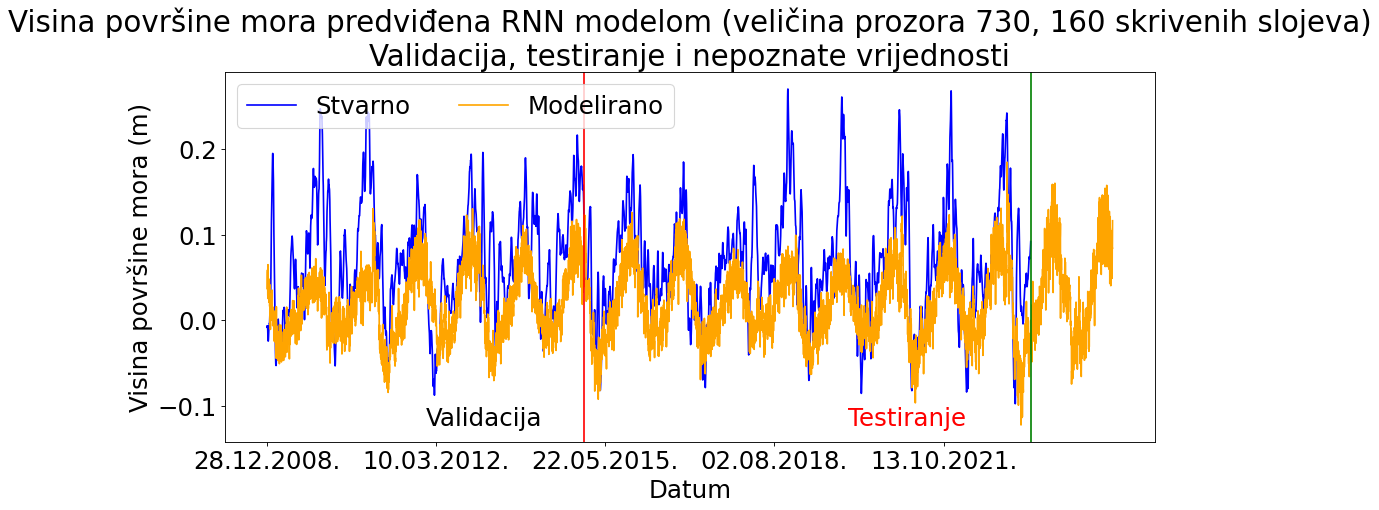 Visina površine mora predviđena RNN modelom (veličina prozora 730, 160 skrivenih slojeva)
Validacija, testiranje i nepoznate vrijednosti
Stvarno Modelirano
Visina površine mora (m)
0.2
0.1
0.0
−0.1
Validacija Testiranje
28.12.2008. 10.03.2012. 22.05.2015. 02.08.2018. 13.10.2021.
Datum